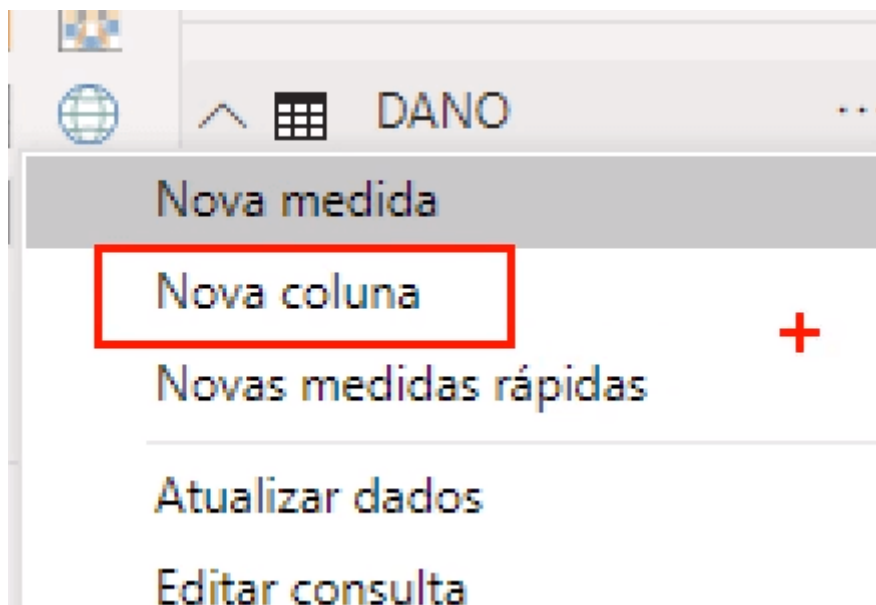 DANO
Nova medida
Nova coluna
Novas medidas rápidas
Atualizar dados
Editar consulta